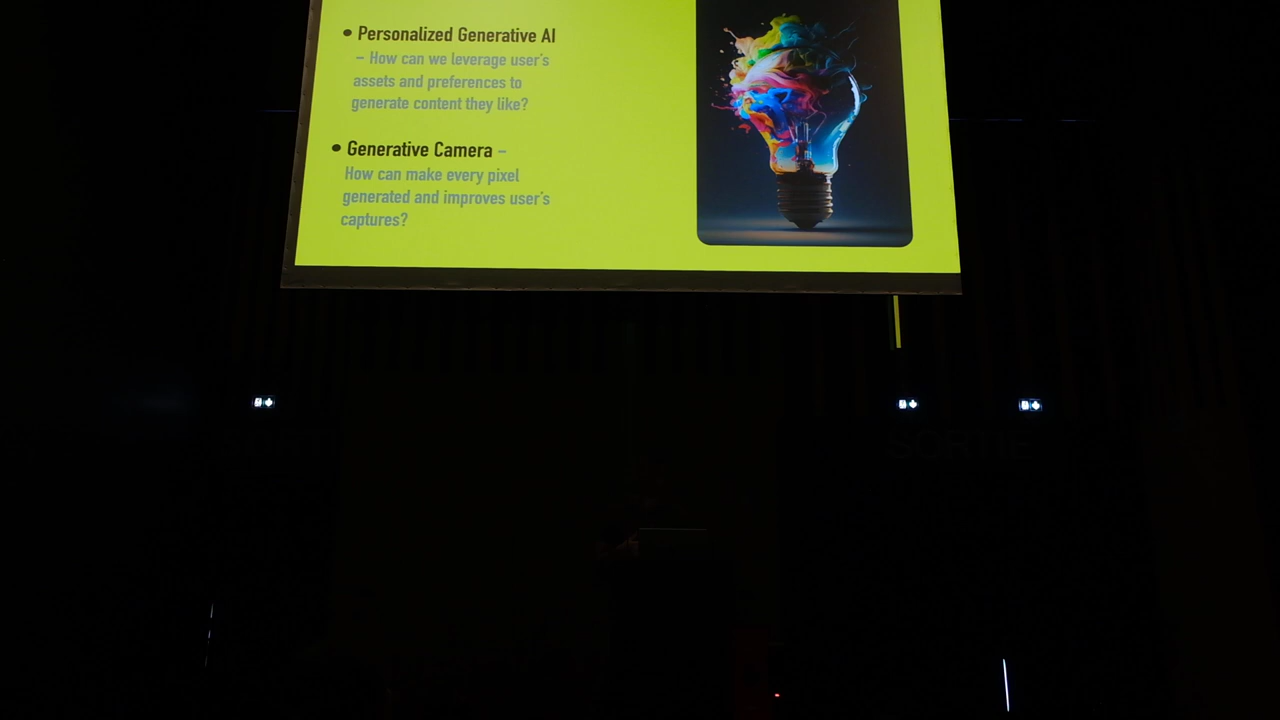 • Personalized Generative AI
– How can we leverage user's
assets and preferences to
generate content they like?
• Generative Camera –
How can make every pixel
generated and improves user's
captures?
SORTIE